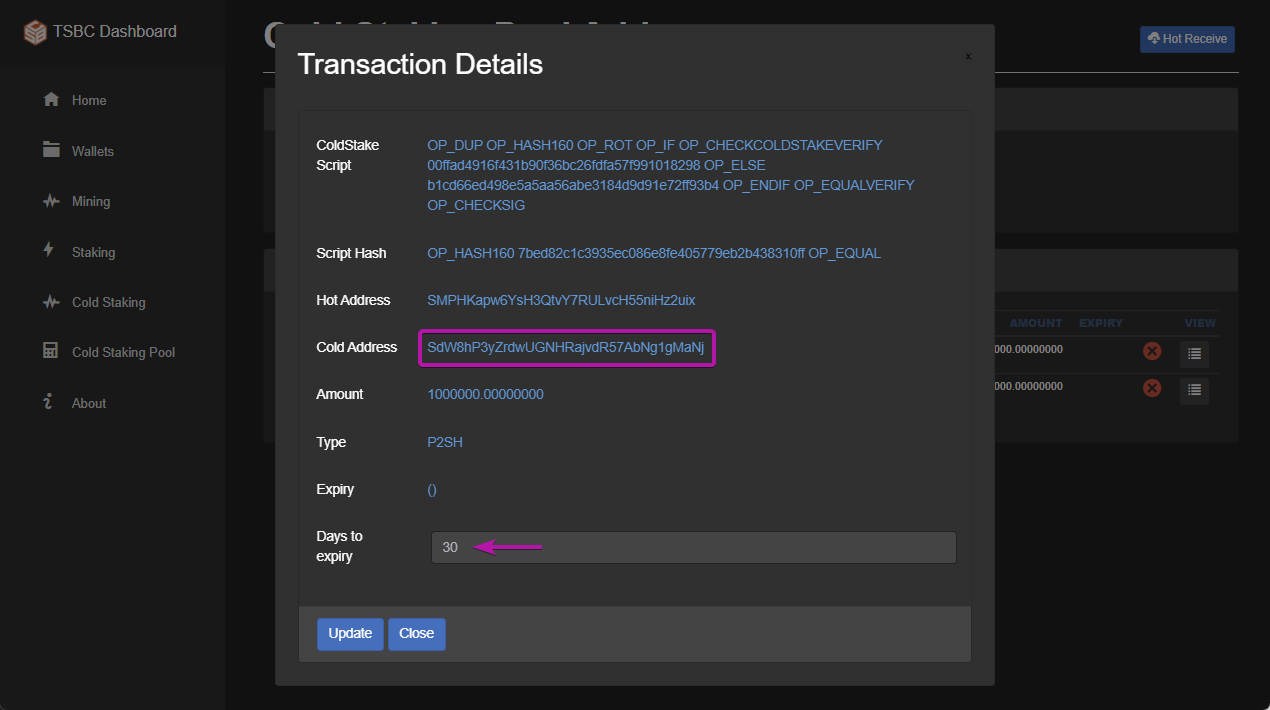 TSBC Dashboard
Hot Receive
Transaction Details
x
Home
Wallets
Mining
Staking
Cold Staking
Cold Staking Pool
About
ColdStake
Script
OP_DUP OP_HASH160 OP_ROT OP_IF OP_CHECKCOLDSTAKEVERIFY
00ffad4916f431b90f36bc26fdfa57f991018298 OP_ELSE
b1cd66ed498e5a5aa56abe3184d9d91e72ff93b4 OP_ENDIF OP_EQUALVERIFY
OP_CHECKSIG
Script Hash
OP_HASH160 7bed82c1c3935ec086e8fe405779eb2b438310ff OP_EQUAL
Hot Address
SMPHKapw6YsH3QtvY7RULvcH55niHz2uix
Cold Address
SdW8hP3yZrdwUGNHRajvdR57AbNg1gMaNj
Amount
1000000.00000000
Type
P2SH
Expiry
()
Days to
expiry
30
Update Close
AMOUNT EXPIRY VIEW
000.00000000
000.00000000